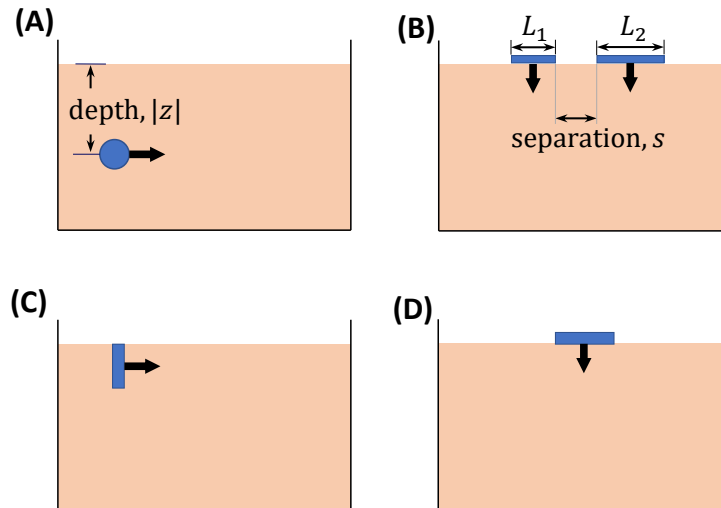 (A)
depth, |z|
(B)
L₁
L₂
separation, s
(C)
(D)